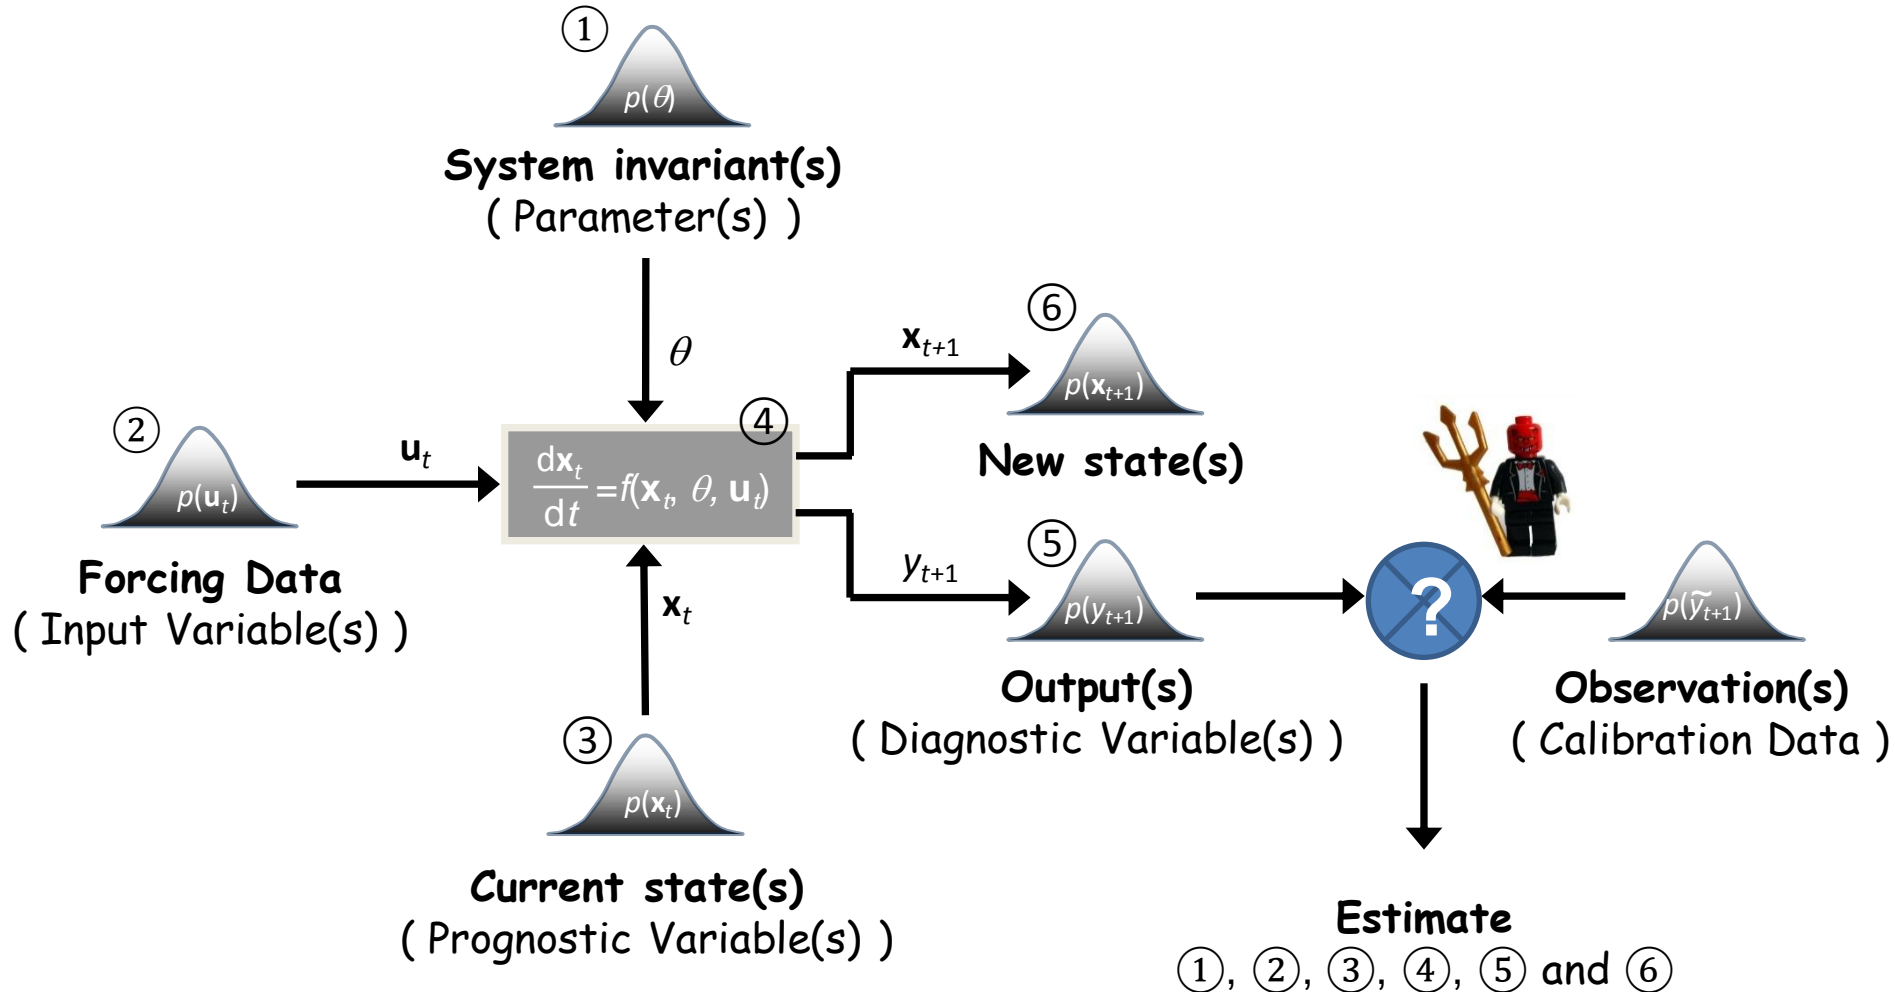 ①
p(θ)
System invariant(s)
( Parameter(s) )
θ
②
p(u_t)
u_t
Forcing Data
( Input Variable(s) )
④
dx_t/dt =f(x_t, θ, u_t)
x_t
③
p(x_t)
Current state(s)
( Prognostic Variable(s) )
x_{t+1}
⑥
p(x_{t+1})
New state(s)
y_{t+1}
⑤
p(y_{t+1})
Output(s)
( Diagnostic Variable(s) )
?
p(ỹ_{t+1})
Observation(s)
( Calibration Data )
Estimate
①, ②, ③, ④, ⑤ and ⑥